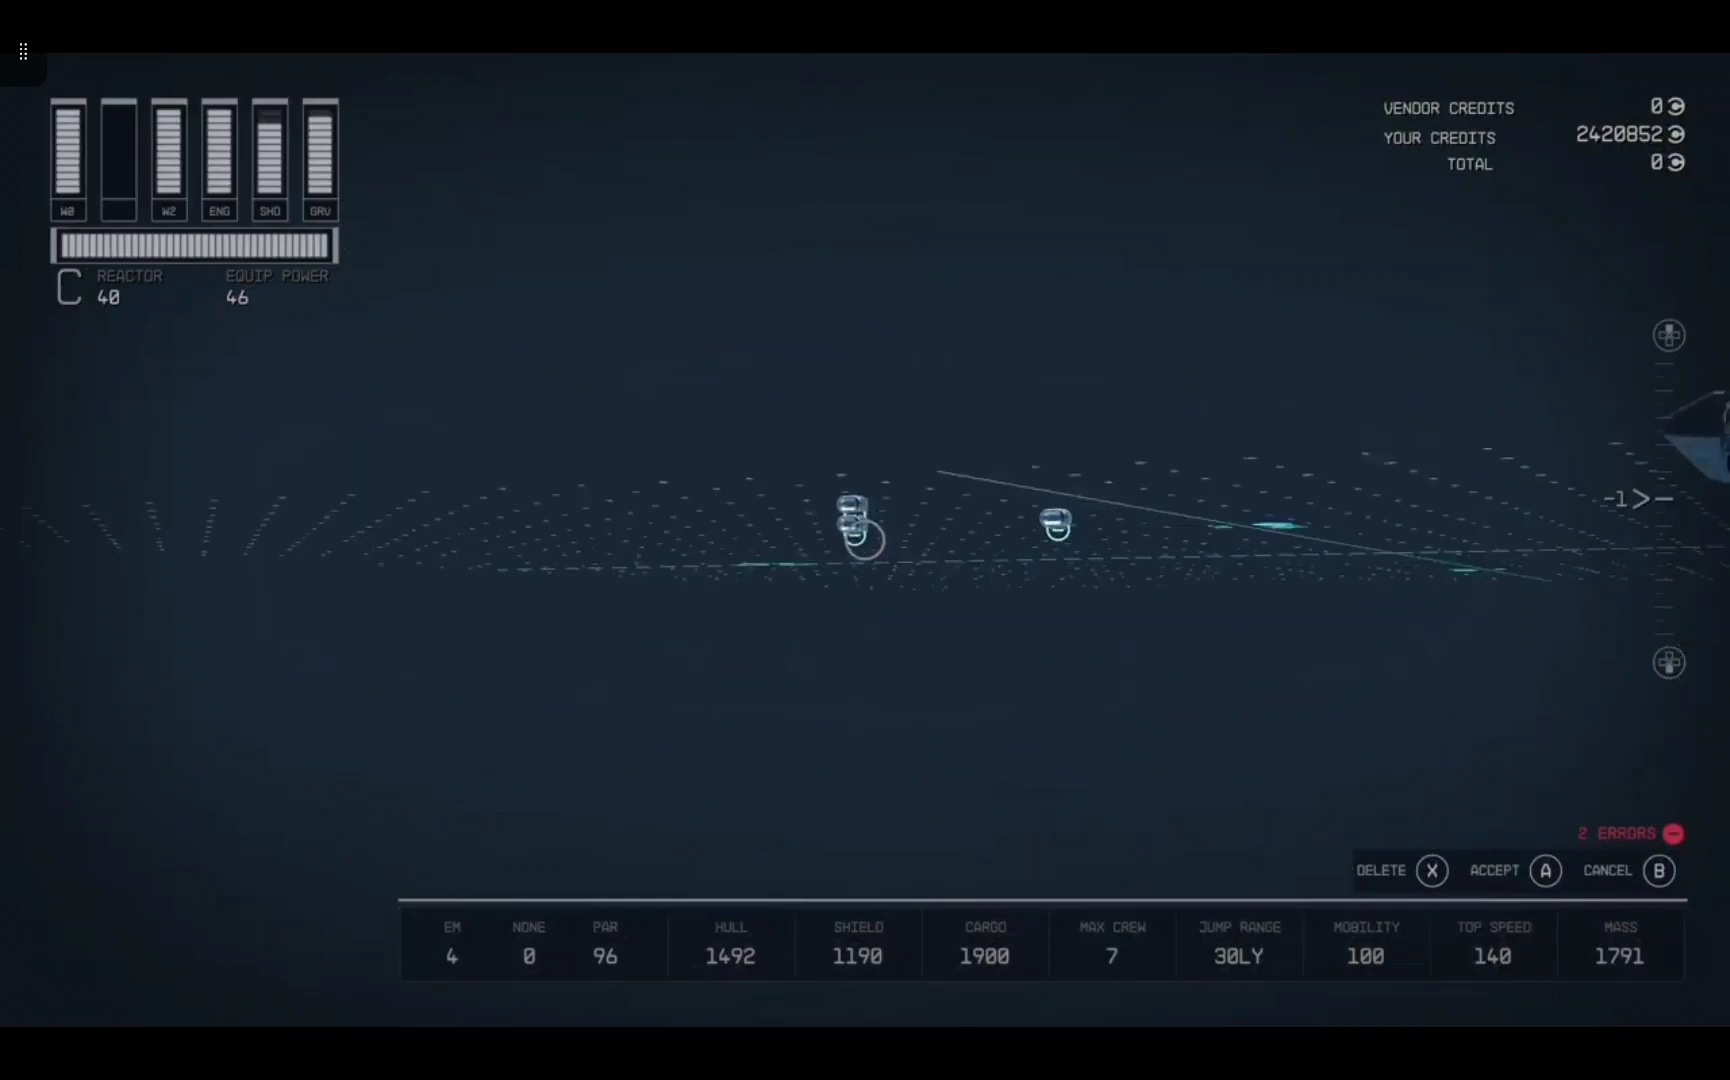 VENDOR CREDITS 0
YOUR CREDITS 2420852
TOTAL 0
W0 W2 ENG SHD GRV
C REACTOR EQUIP POWER
40 46
-1
2 ERRORS
DELETE X ACCEPT A CANCEL B
EM NONE PAR HULL SHIELD CARGO MAX CREW JUMP RANGE MOBILITY TOP SPEED MASS
4 0 96 1492 1190 1900 7 30LY 100 140 1791